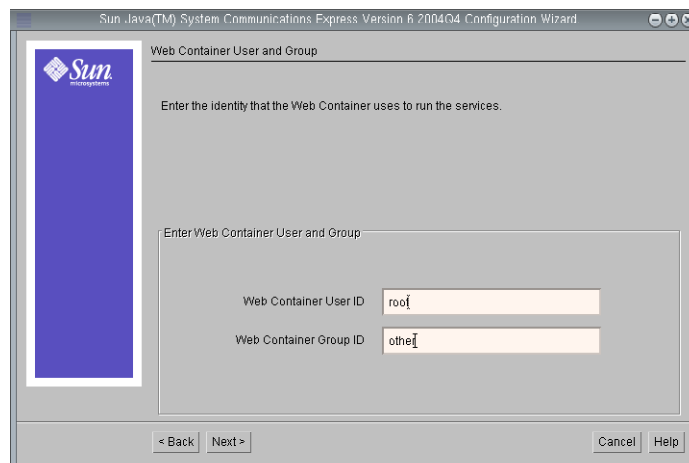 Sun Java(TM) System Communications Express Version 6 2004Q4 Configuration Wizard
Sun
microsystems
Web Container User and Group
Enter the identity that the Web Container uses to run the services.
Enter Web Container User and Group
Web Container User ID
root
Web Container Group ID
other
< Back
Next >
Cancel
Help